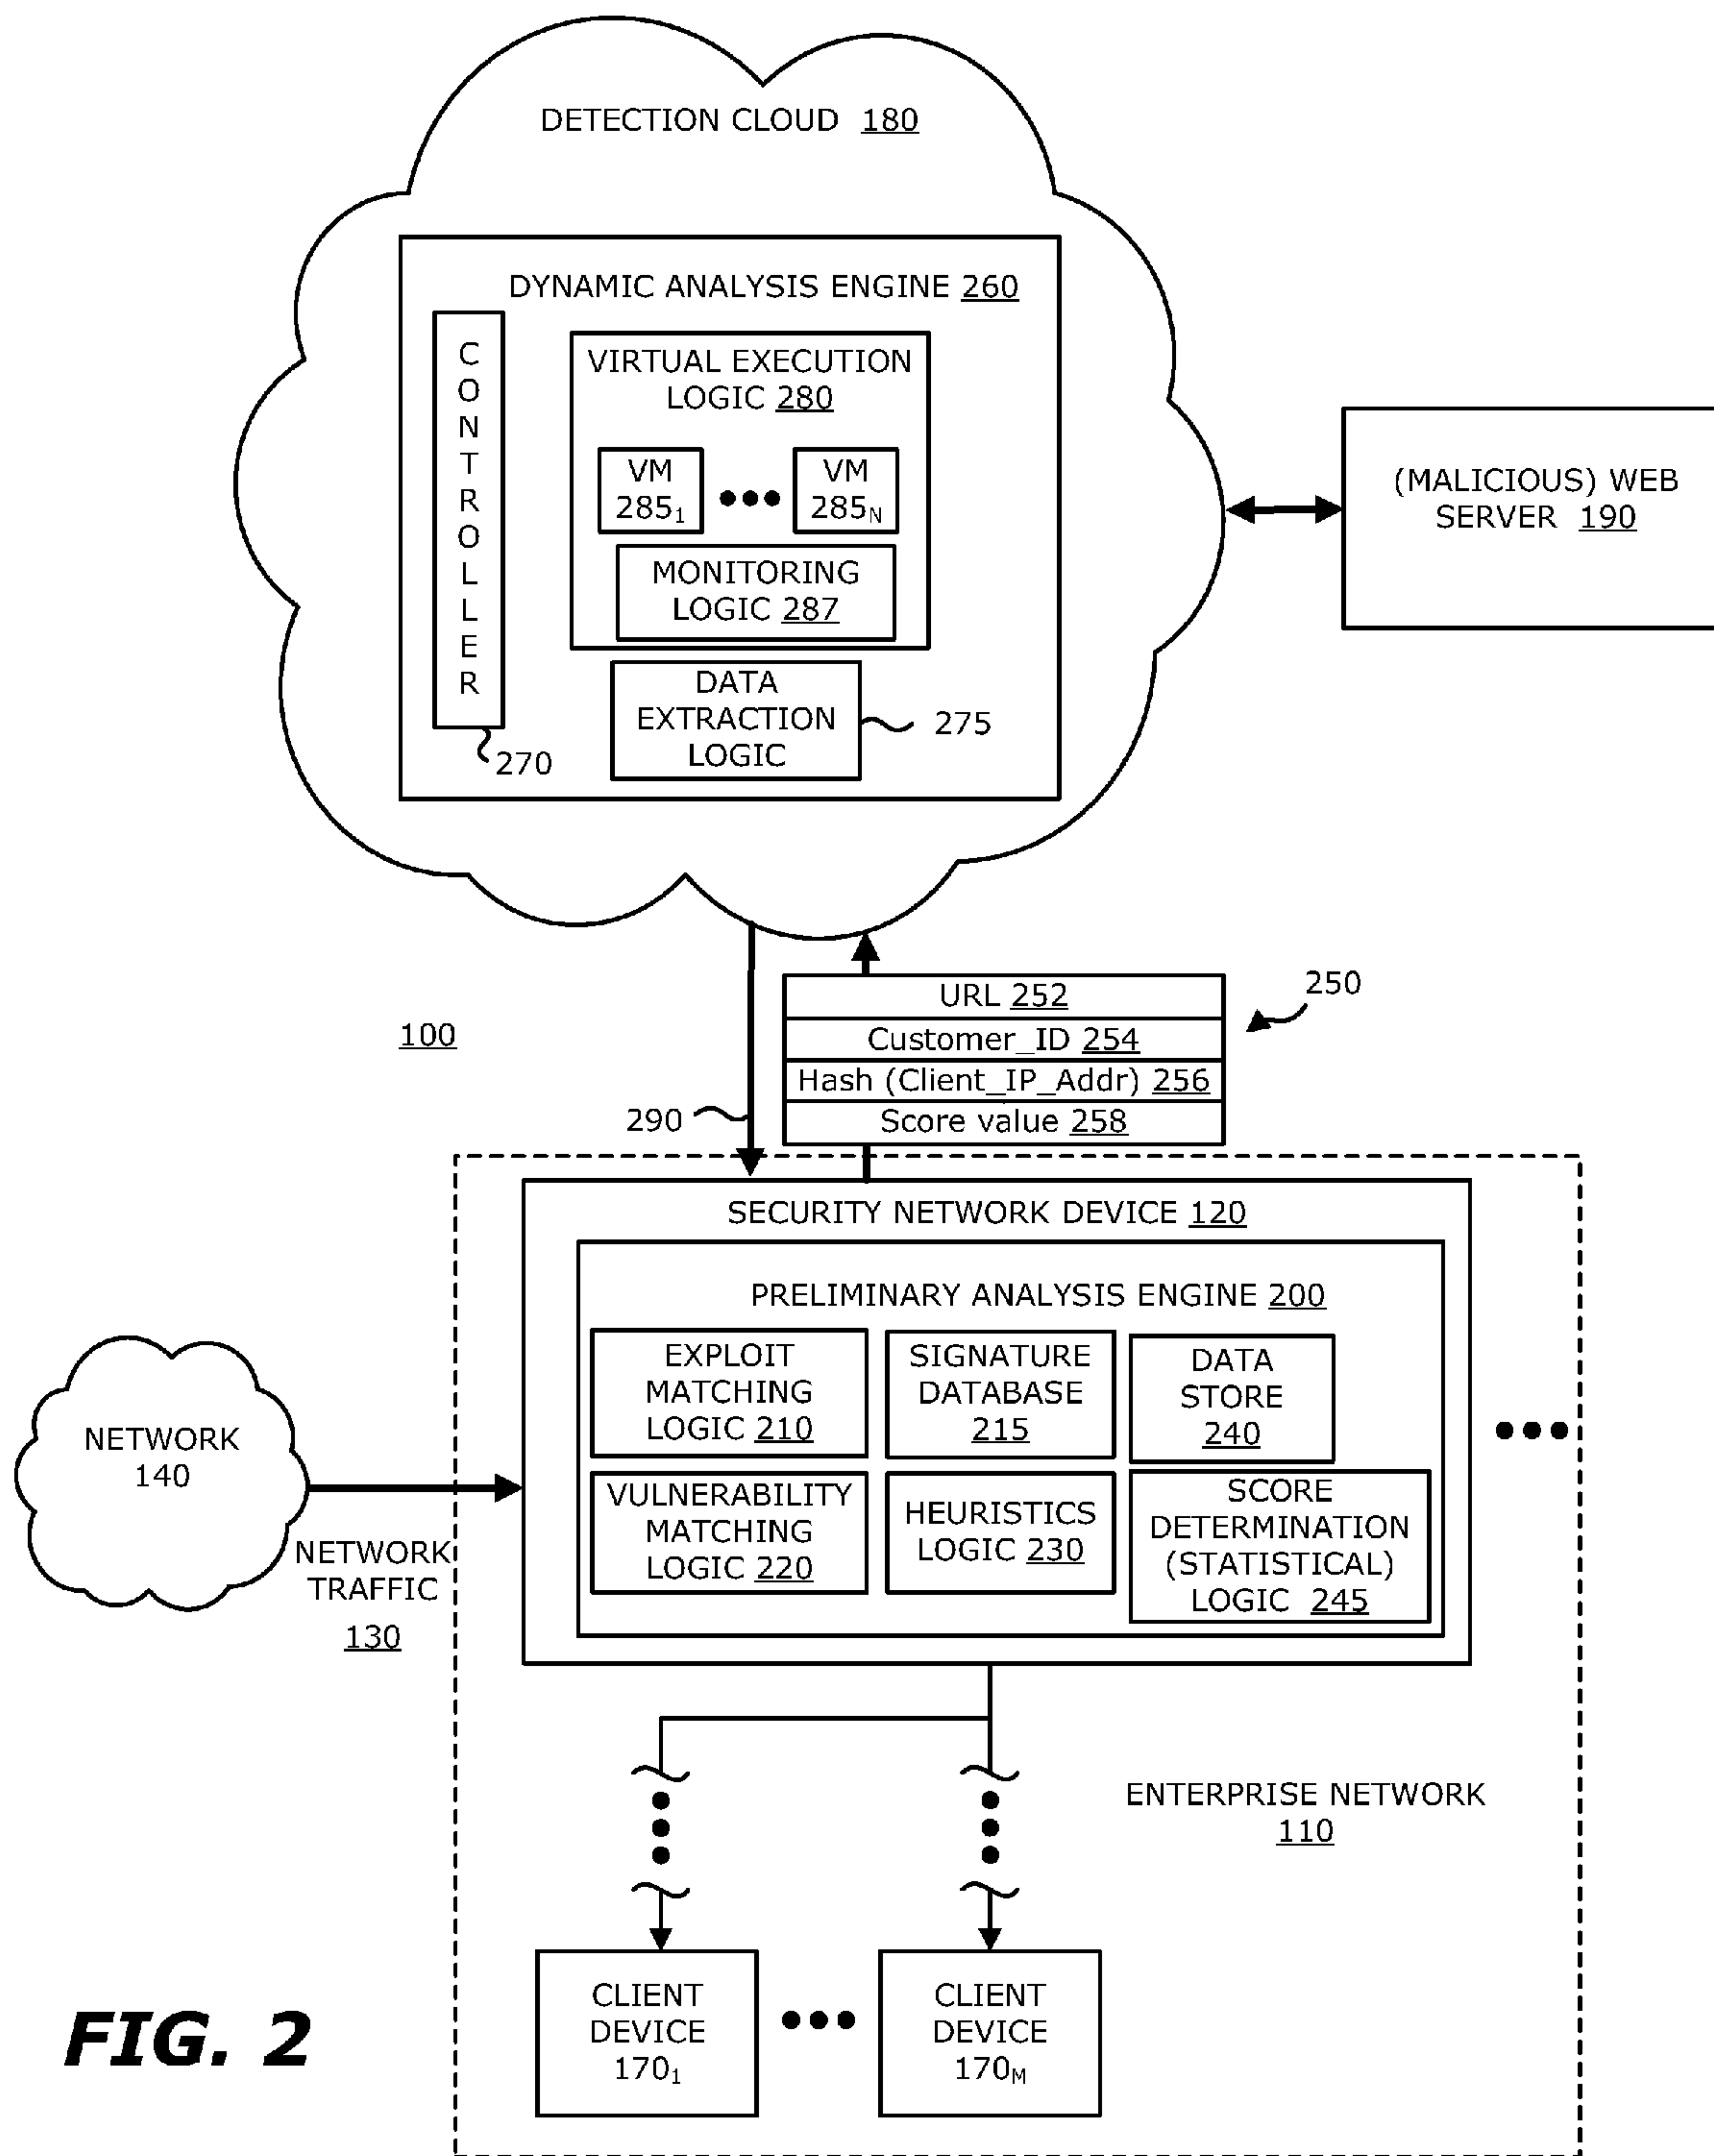 DETECTION CLOUD 180
DYNAMIC ANALYSIS ENGINE 260
CONTROLLER
270
VIRTUAL EXECUTION
LOGIC 280
VM
285₁
VM
285N
MONITORING
LOGIC 287
DATA
EXTRACTION
LOGIC
275
(MALICIOUS) WEB
SERVER 190
100
290
URL 252
Customer_ID 254
Hash (Client_IP_Addr) 256
Score value 258
250
SECURITY NETWORK DEVICE 120
PRELIMINARY ANALYSIS ENGINE 200
EXPLOIT
MATCHING
LOGIC 210
SIGNATURE
DATABASE
215
DATA
STORE
240
VULNERABILITY
MATCHING
LOGIC 220
HEURISTICS
LOGIC 230
SCORE
DETERMINATION
(STATISTICAL)
LOGIC 245
NETWORK
140
NETWORK
TRAFFIC
130
ENTERPRISE NETWORK
110
CLIENT
DEVICE
170₁
CLIENT
DEVICE
170M
FIG. 2